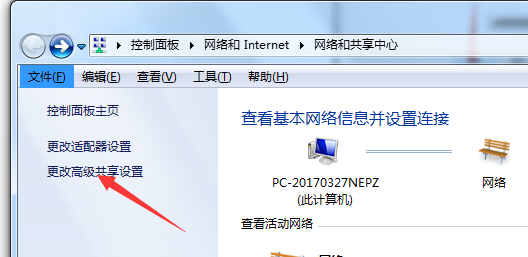 控制面板 ▸ 网络和 Internet ▸ 网络和共享中心
文件(F) 编辑(E) 查看(V) 工具(T) 帮助(H)
控制面板主页
更改适配器设置
更改高级共享设置
查看基本网络信息并设置连接
PC-20170327NEPZ
(此计算机)
网络
查看活动网络
网络